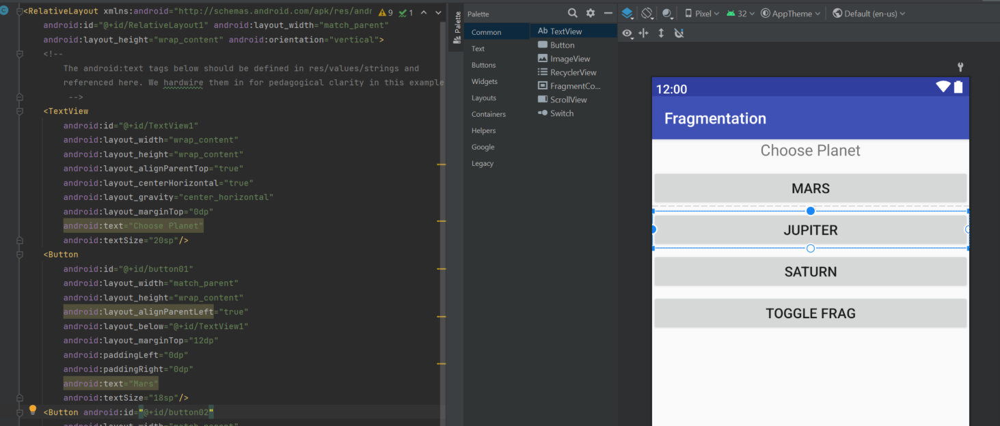 <RelativeLayout xmlns:android="http://schemas.android.com/apk/res/andr
9 1
android:id="@+id/RelativeLayout1" android:layout_width="match_parent"
android:layout_height="wrap_content" android:orientation="vertical">
<!--
The android:text tags below should be defined in res/values/strings and
referenced here. We hardwire them in for pedagogical clarity in this example
-->
<TextView
android:id="@+id/TextView1"
android:layout_width="wrap_content"
android:layout_height="wrap_content"
android:layout_alignParentTop="true"
android:layout_centerHorizontal="true"
android:layout_gravity="center_horizontal"
android:layout_marginTop="0dp"
android:text="Choose Planet"
android:textSize="20sp"/>
<Button
android:id="@+id/button01"
android:layout_width="match_parent"
android:layout_height="wrap_content"
android:layout_alignParentLeft="true"
android:layout_below="@+id/TextView1"
android:layout_marginTop="12dp"
android:paddingLeft="0dp"
android:paddingRight="0dp"
android:text="Mars"
android:textSize="18sp"/>
<Button android:id="@+id/button02"
android:layout_width="match_parent"
Palette
Palette
Common
Text
Buttons
Widgets
Layouts
Containers
Helpers
Google
Legacy
Ab TextView
Button
ImageView
RecyclerView
FragmentCo...
ScrollView
Switch
Pixel
32
AppTheme
Default (en-us)
12:00
Fragmentation
Choose Planet
MARS
JUPITER
SATURN
TOGGLE FRAG